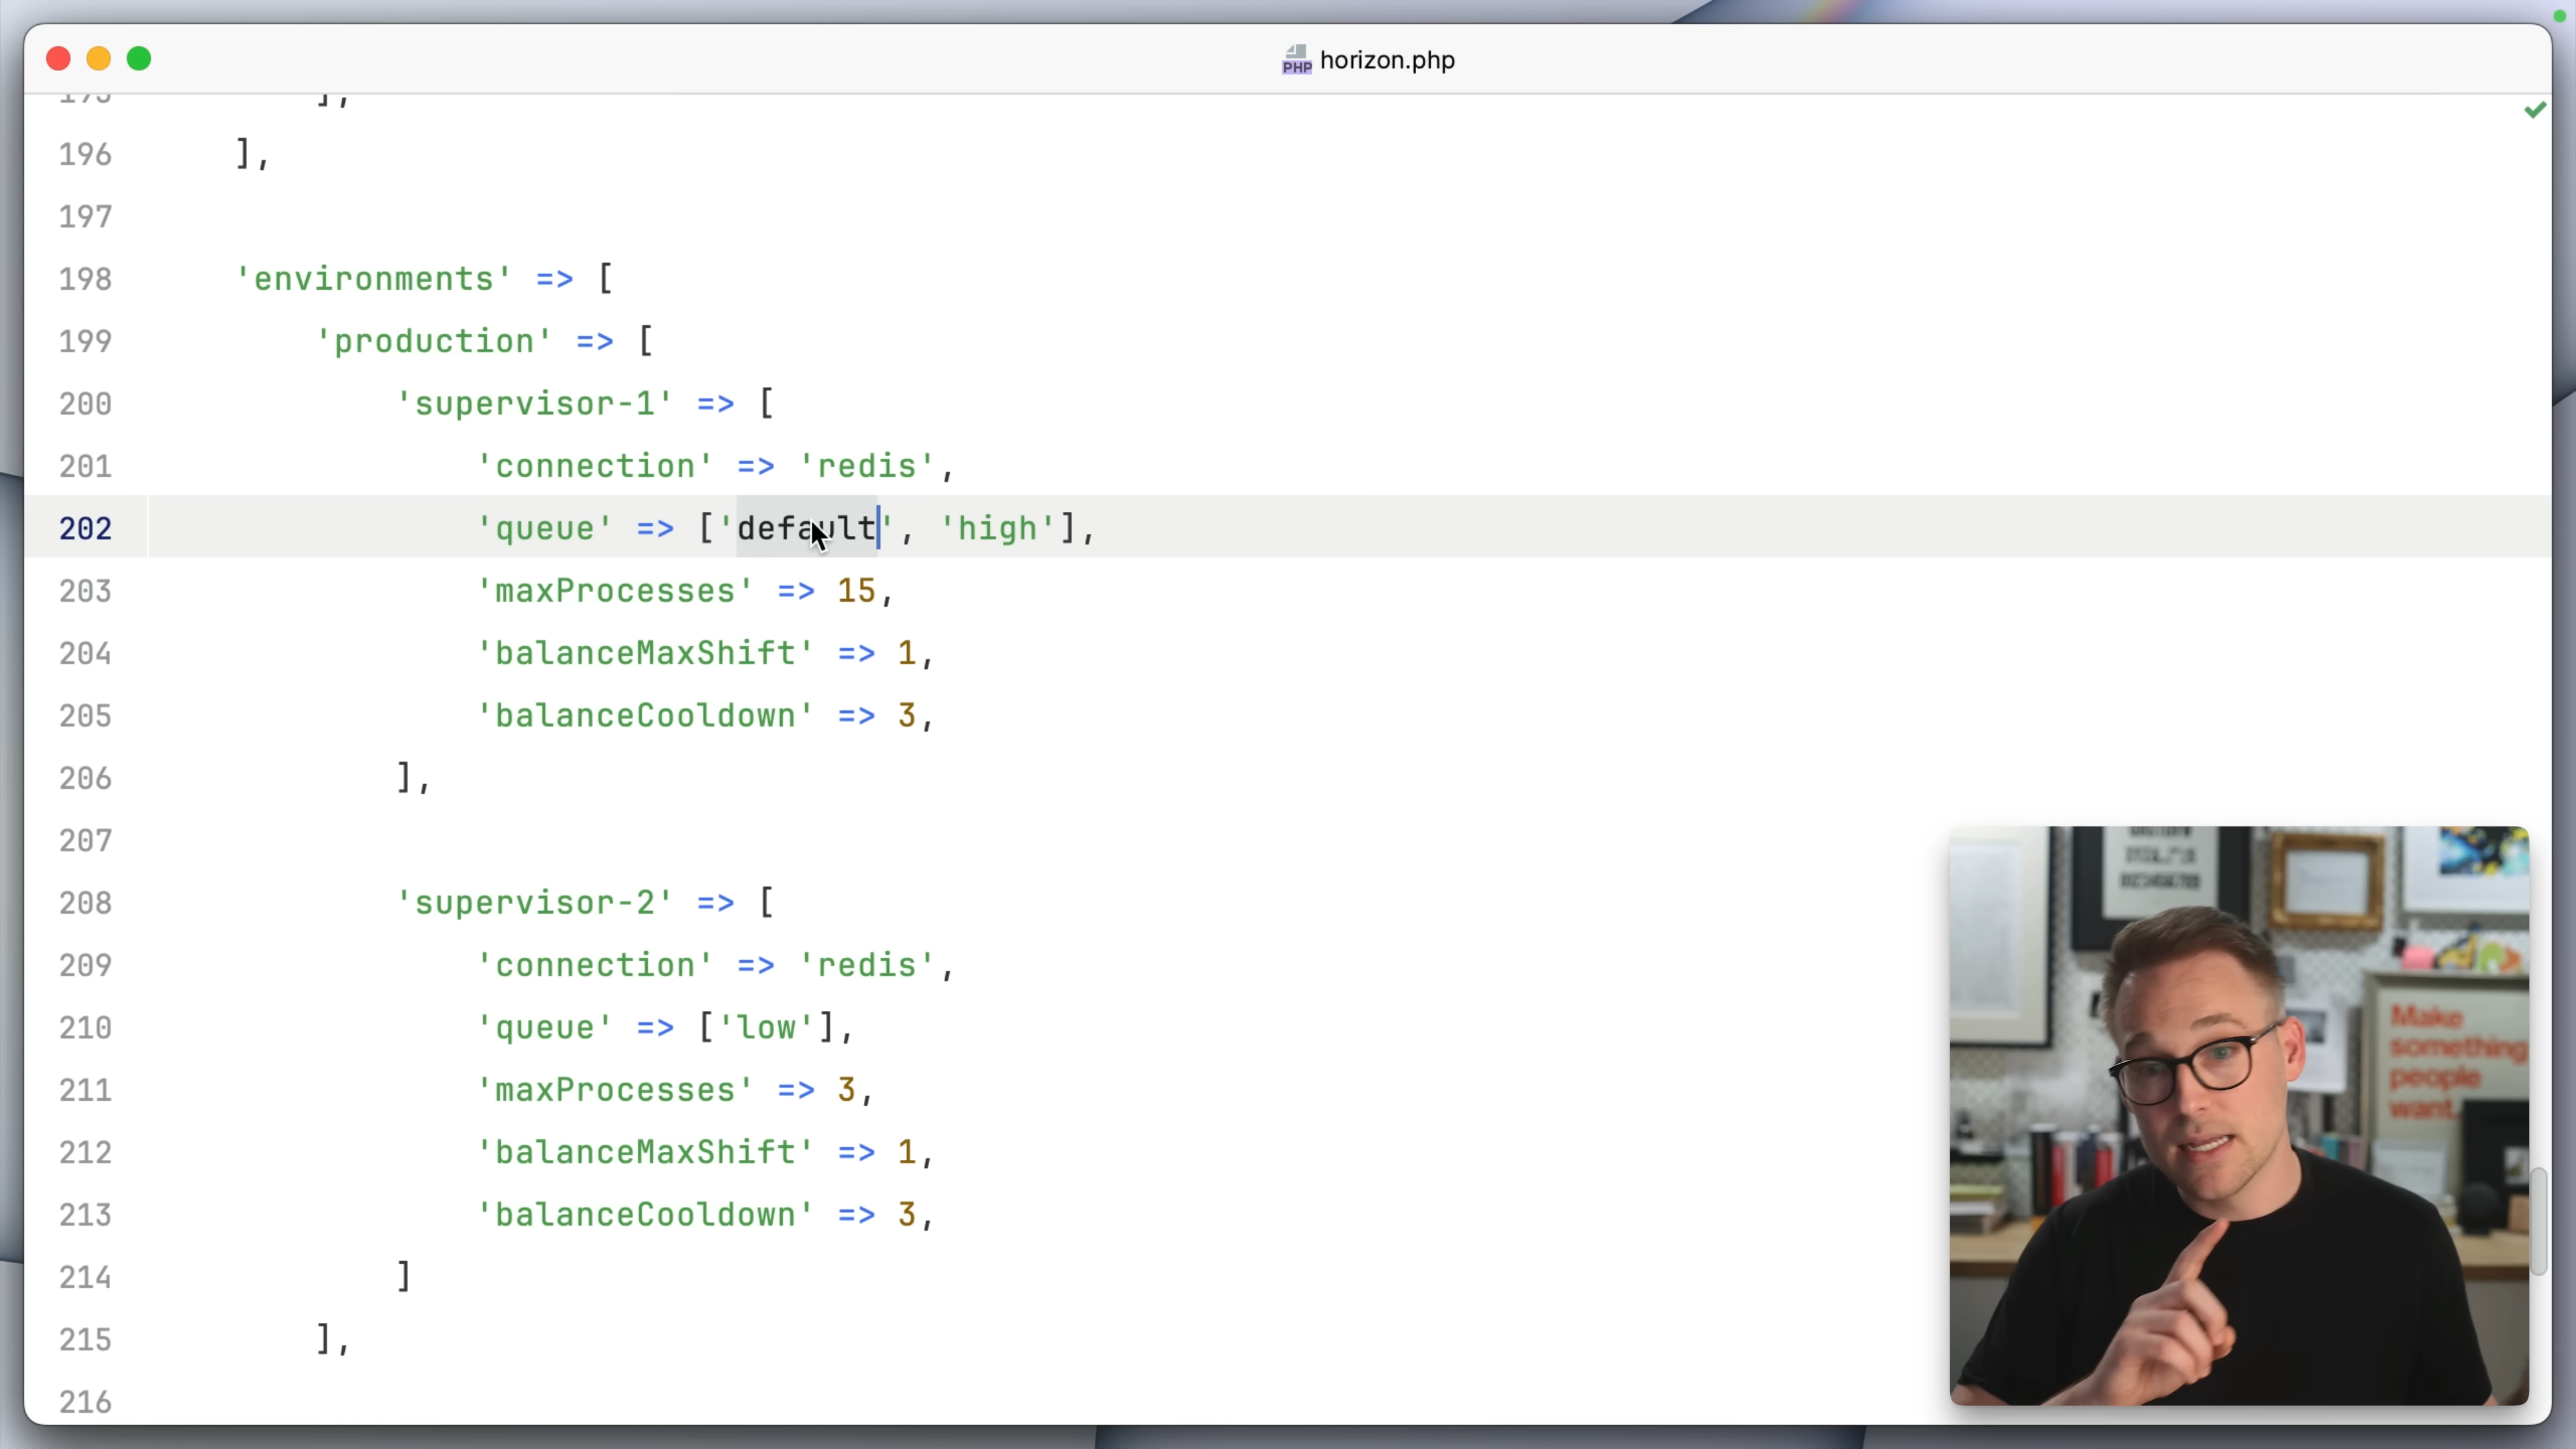 PHP horizon.php
195 ],
196 ],
197
198 'environments' => [
199 'production' => [
200 'supervisor-1' => [
201 'connection' => 'redis',
202 'queue' => ['default', 'high'],
203 'maxProcesses' => 15,
204 'balanceMaxShift' => 1,
205 'balanceCooldown' => 3,
206 ],
207
208 'supervisor-2' => [
209 'connection' => 'redis',
210 'queue' => ['low'],
211 'maxProcesses' => 3,
212 'balanceMaxShift' => 1,
213 'balanceCooldown' => 3,
214 ]
215 ],
216
Make
something
people
want.